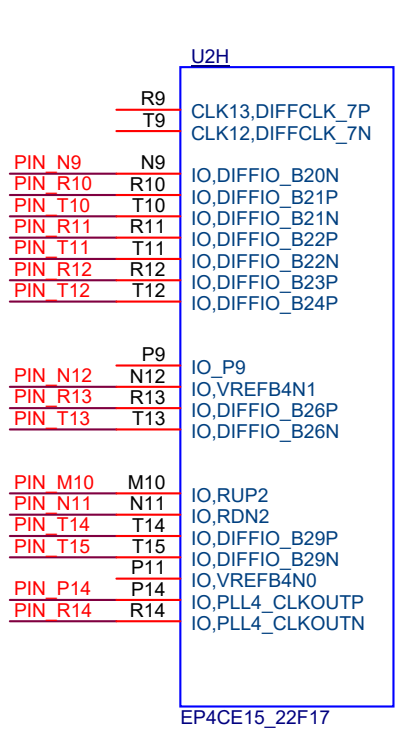 U2H
R9 CLK13,DIFFCLK_7P
T9 CLK12,DIFFCLK_7N
PIN_N9 N9 IO,DIFFIO_B20N
PIN_R10 R10 IO,DIFFIO_B21P
PIN_T10 T10 IO,DIFFIO_B21N
PIN_R11 R11 IO,DIFFIO_B22P
PIN_T11 T11 IO,DIFFIO_B22N
PIN_R12 R12 IO,DIFFIO_B23P
PIN_T12 T12 IO,DIFFIO_B24P
P9 IO_P9
PIN_N12 N12 IO,VREFB4N1
PIN_R13 R13 IO,DIFFIO_B26P
PIN_T13 T13 IO,DIFFIO_B26N
PIN_M10 M10 IO,RUP2
PIN_N11 N11 IO,RDN2
PIN_T14 T14 IO,DIFFIO_B29P
PIN_T15 T15 IO,DIFFIO_B29N
P11 IO,VREFB4N0
PIN_P14 P14 IO,PLL4_CLKOUTP
PIN_R14 R14 IO,PLL4_CLKOUTN
EP4CE15_22F17